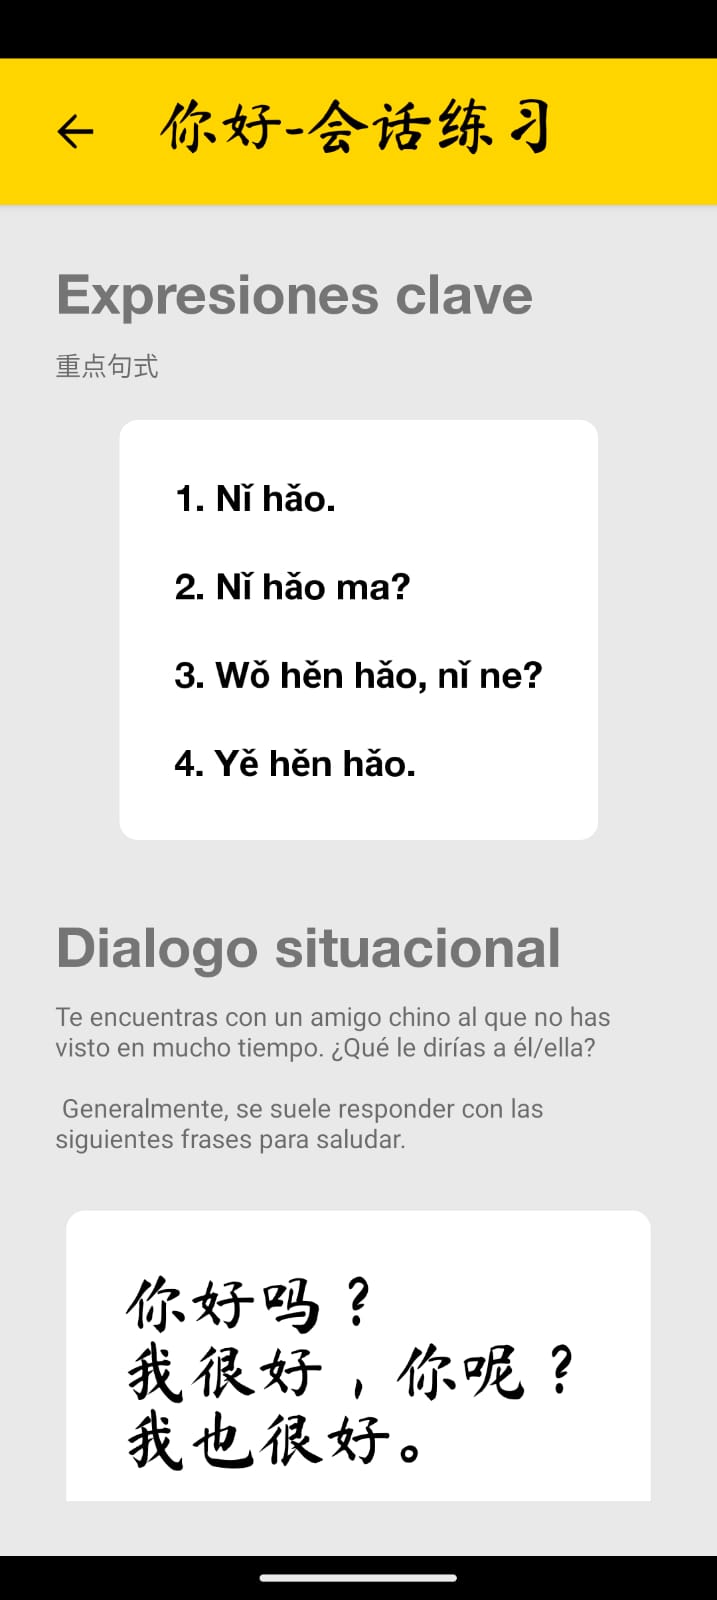 你好-会话练习
Expresiones clave
重点句式
1. Nǐ hǎo.
2. Nǐ hǎo ma?
3. Wǒ hěn hǎo, nǐ ne?
4. Yě hěn hǎo.
Dialogo situacional
Te encuentras con un amigo chino al que no has
visto en mucho tiempo. ¿Qué le dirías a él/ella?
Generalmente, se suele responder con las
siguientes frases para saludar.
你好吗？
我很好，你呢？
我也很好。